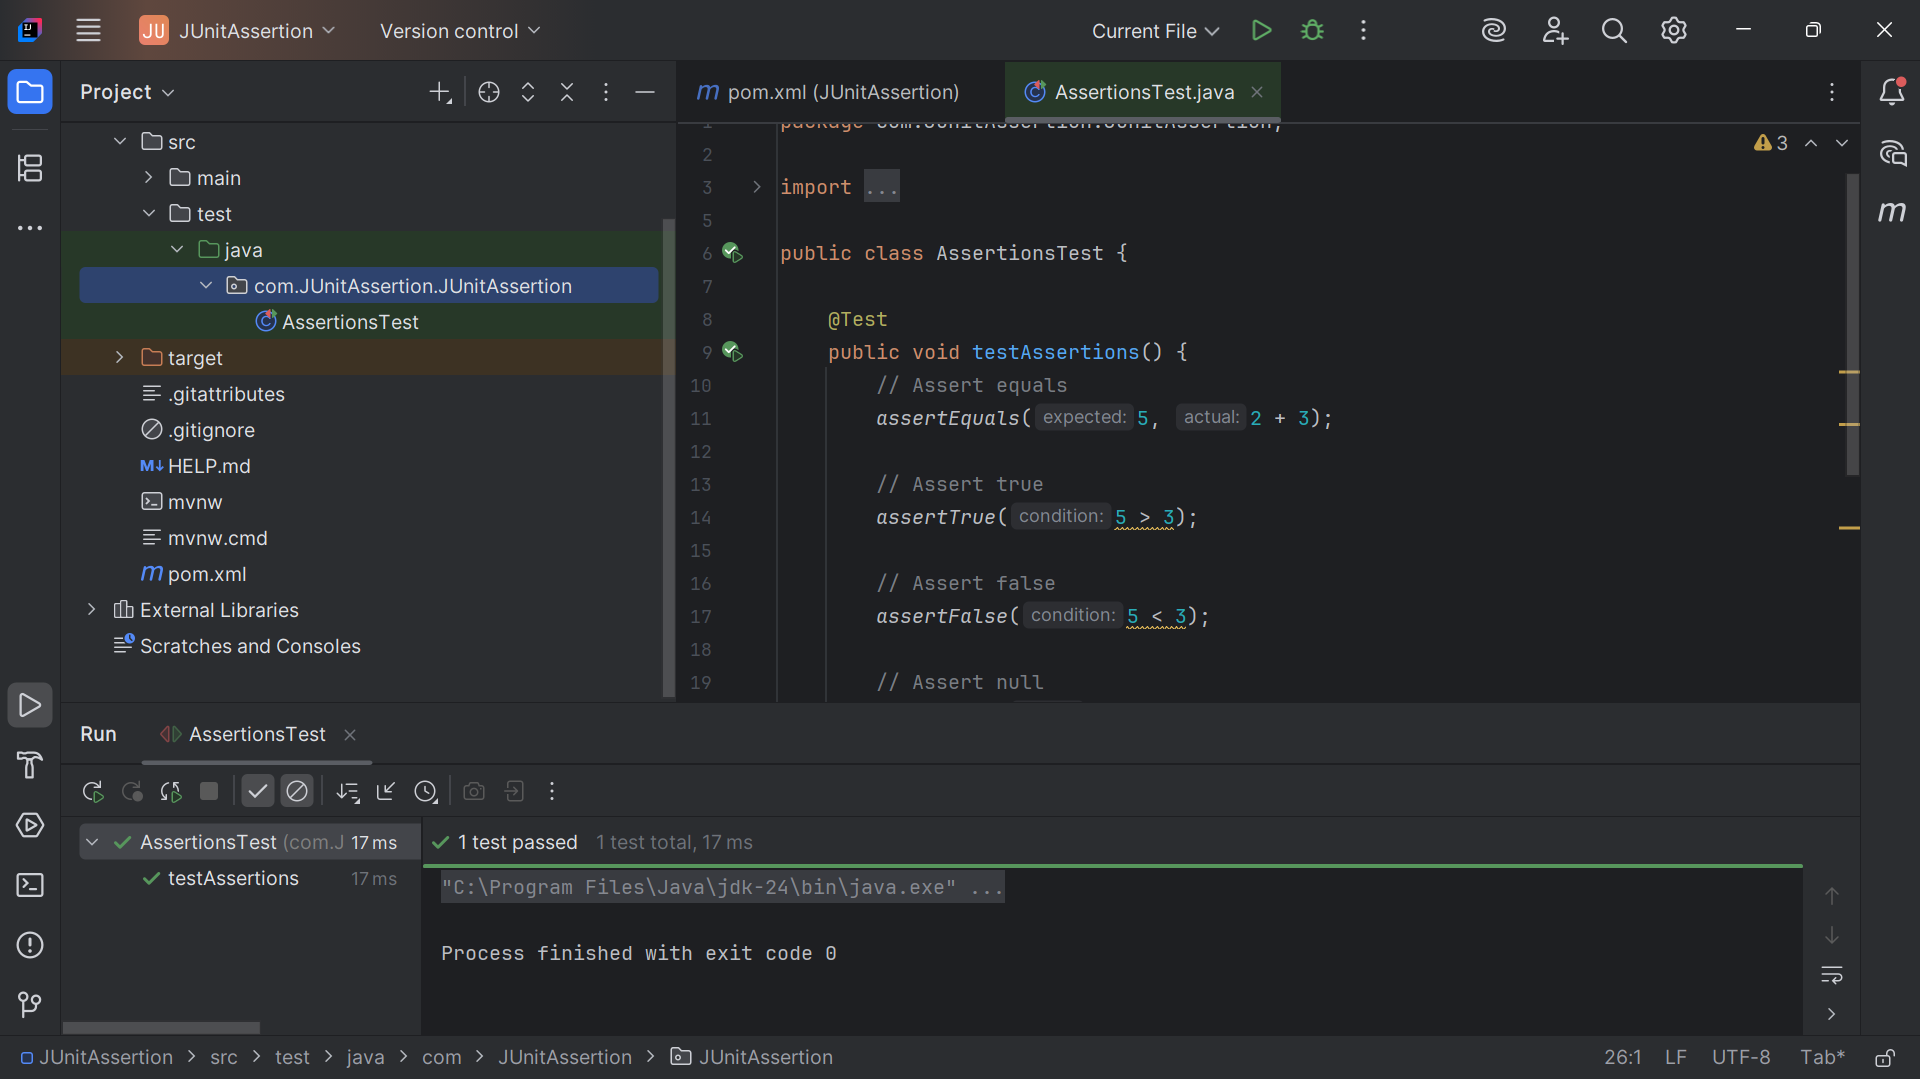 JU JUnitAssertion Version control Current File
Project
src
main
test
java
com.JUnitAssertion.JUnitAssertion
AssertionsTest
target
.gitattributes
.gitignore
M↓ HELP.md
mvnw
mvnw.cmd
m pom.xml
External Libraries
Scratches and Consoles
m pom.xml (JUnitAssertion) AssertionsTest.java
3
1 package com.JUnitAssertion.JUnitAssertion;
2
3 import ...
5
6 public class AssertionsTest {
7
8 @Test
9 public void testAssertions() {
10 // Assert equals
11 assertEquals( expected: 5, actual: 2 + 3);
12
13 // Assert true
14 assertTrue( condition: 5 > 3);
15
16 // Assert false
17 assertFalse( condition: 5 < 3);
18
19 // Assert null
m
Run AssertionsTest
AssertionsTest (com.J 17 ms
testAssertions 17 ms
1 test passed 1 test total, 17 ms
"C:\Program Files\Java\jdk-24\bin\java.exe" ...
Process finished with exit code 0
JUnitAssertion > src > test > java > com > JUnitAssertion > JUnitAssertion
26:1 LF UTF-8 Tab*